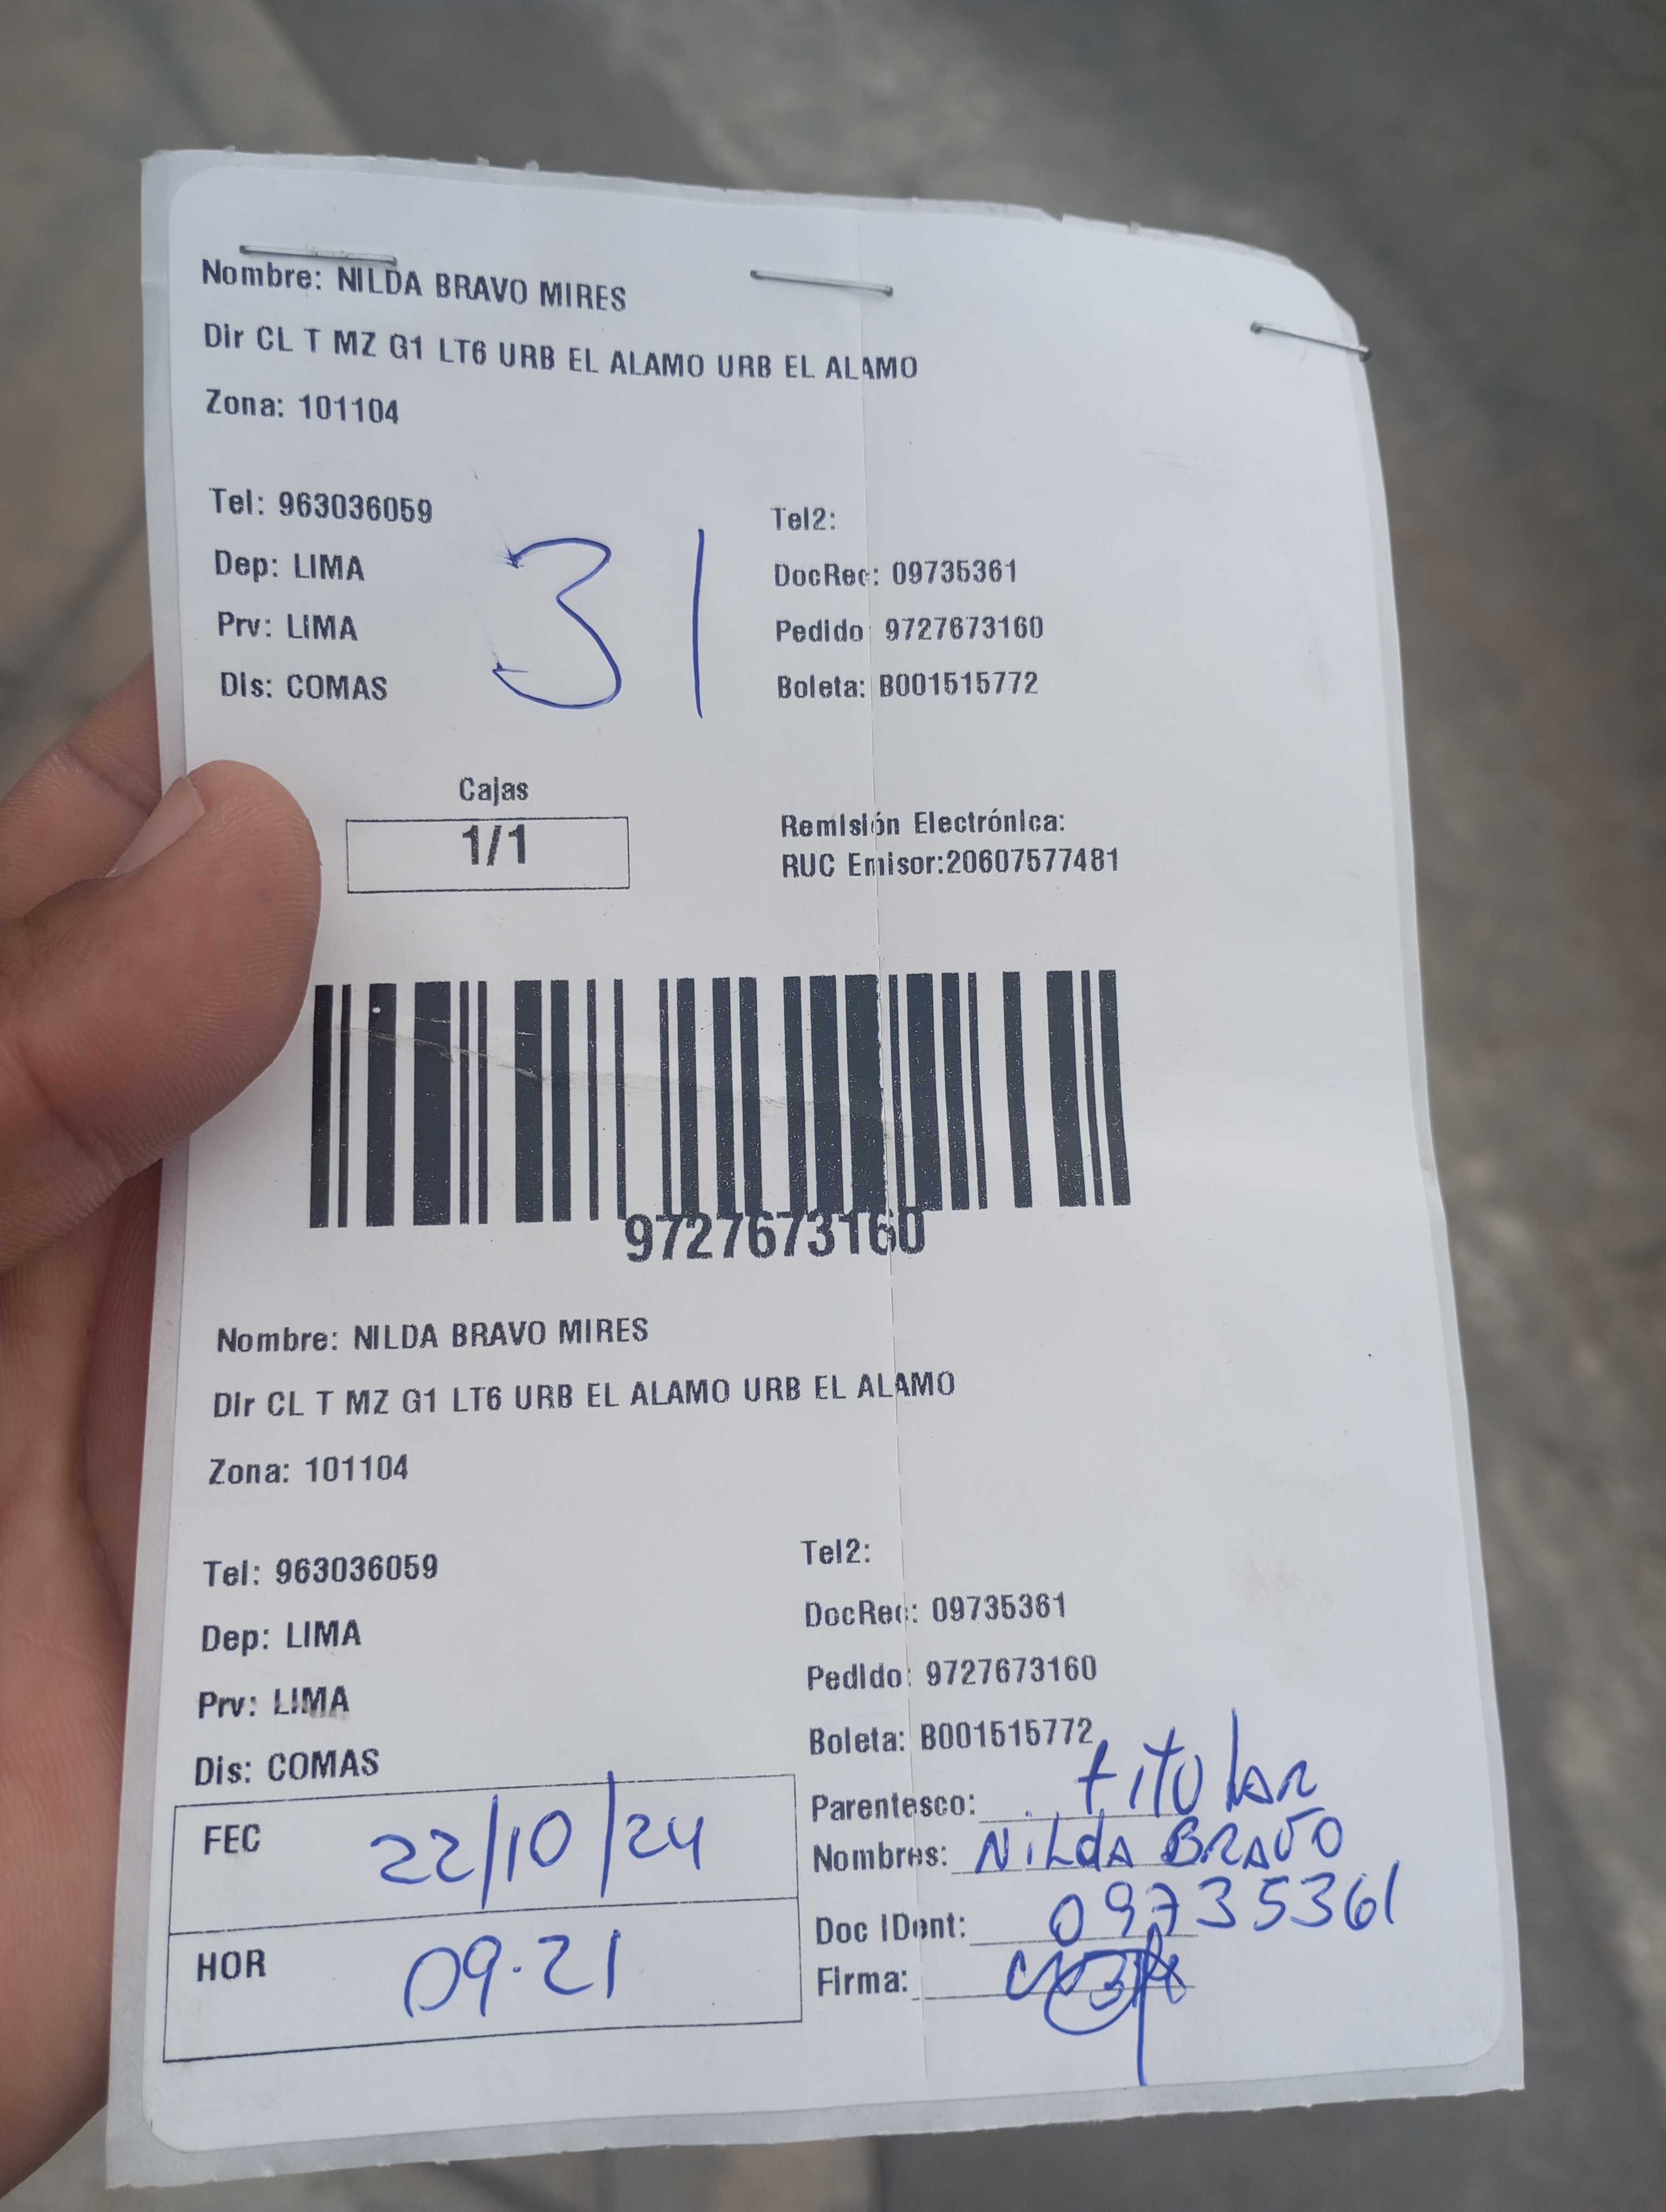 Nombre: NILDA BRAVO MIRES
Dir CL T MZ G1 LT6 URB EL ALAMO URB EL ALAMO
Zona: 101104
Tel: 963036059
Tel2:
Dep: LIMA
DocRec: 09735361
Prv: LIMA
Pedido: 9727673160
Dis: COMAS
Boleta: B001515772
31
Cajas
1/1
Remisión Electrónica:
RUC Emisor:20607577481
9727673160
Nombre: NILDA BRAVO MIRES
Dir CL T MZ G1 LT6 URB EL ALAMO URB EL ALAMO
Zona: 101104
Tel: 963036059
Tel2:
Dep: LIMA
DocRec: 09735361
Prv: LIMA
Pedido: 9727673160
Dis: COMAS
Boleta: B001515772
FEC 22/10/24
HOR 09.21
Parentesco: titular
Nombres: Nilda BRAVO
Doc IDent: 09735361
Firma: